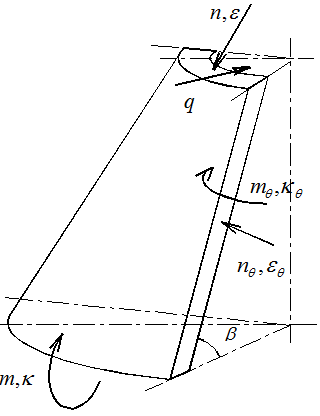 n, ε
q
m_θ, κ_θ
n_θ, ε_θ
β
m, κ